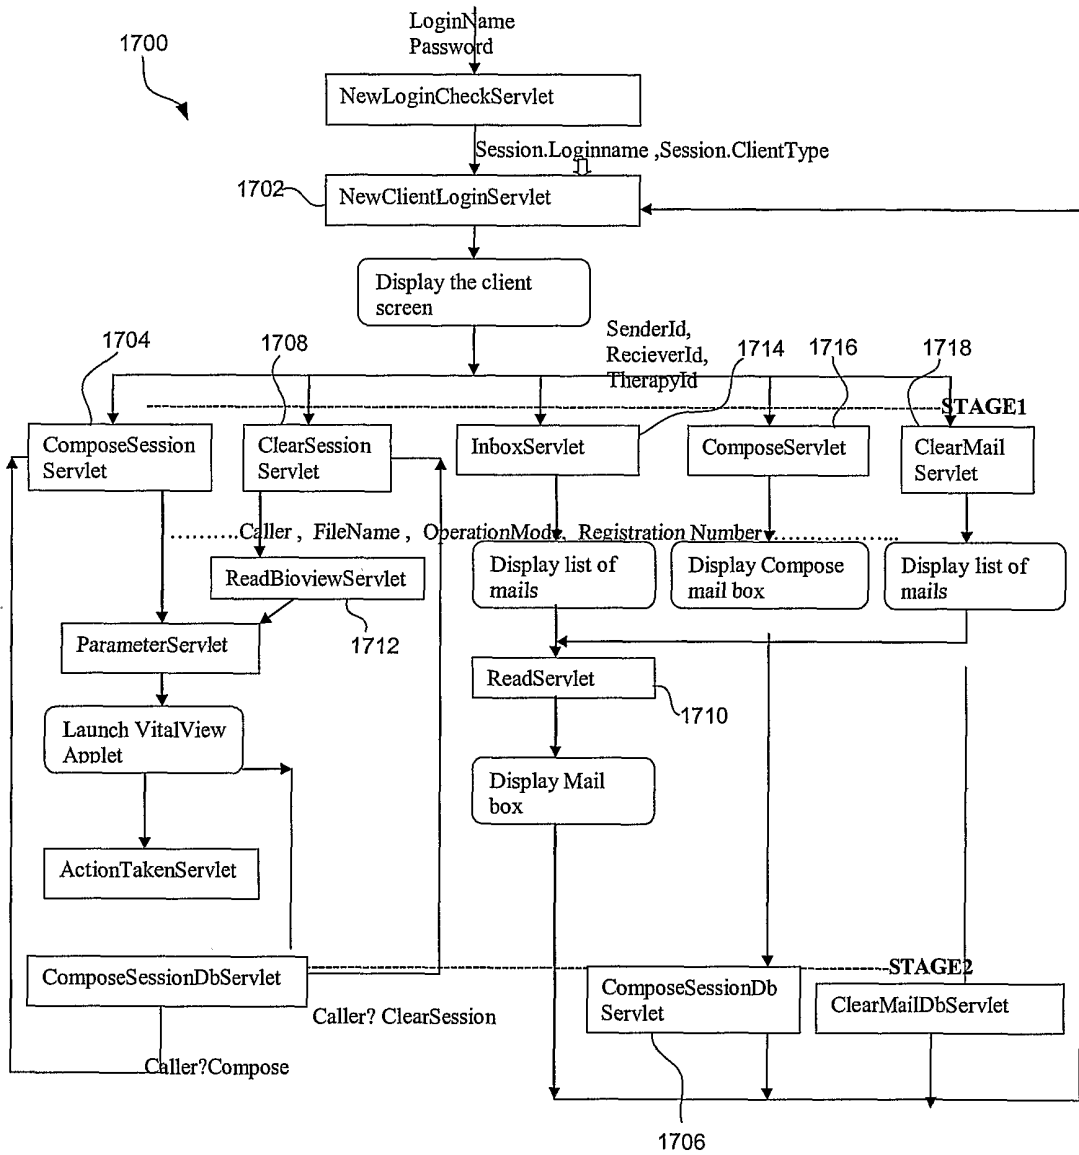 LoginName
Password
1700
NewLoginCheckServlet
Session.Loginname ,Session.ClientType
1702
NewClientLoginServlet
Display the client
screen
SenderId,
RecieverId,
TherapyId
1704
1708
1714
1716
1718
STAGE1
ComposeSession
Servlet
ClearSession
Servlet
InboxServlet
ComposeServlet
ClearMail
Servlet
..........Caller , FileName , OperationMode, Registration Number...................
ReadBioviewServlet
Display list of
mails
Display Compose
mail box
Display list of
mails
1712
ParameterServlet
ReadServlet
1710
Launch VitalView
Applet
Display Mail
box
ActionTakenServlet
STAGE2
ComposeSessionDbServlet
ComposeSessionDb
Servlet
ClearMailDbServlet
Caller? ClearSession
Caller?Compose
1706